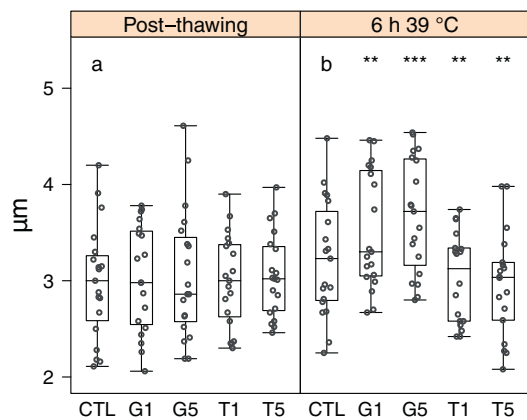 Post–thawing 6 h 39 °C
a b ** *** ** **
5
4
3
2
μm
CTL G1 G5 T1 T5 CTL G1 G5 T1 T5